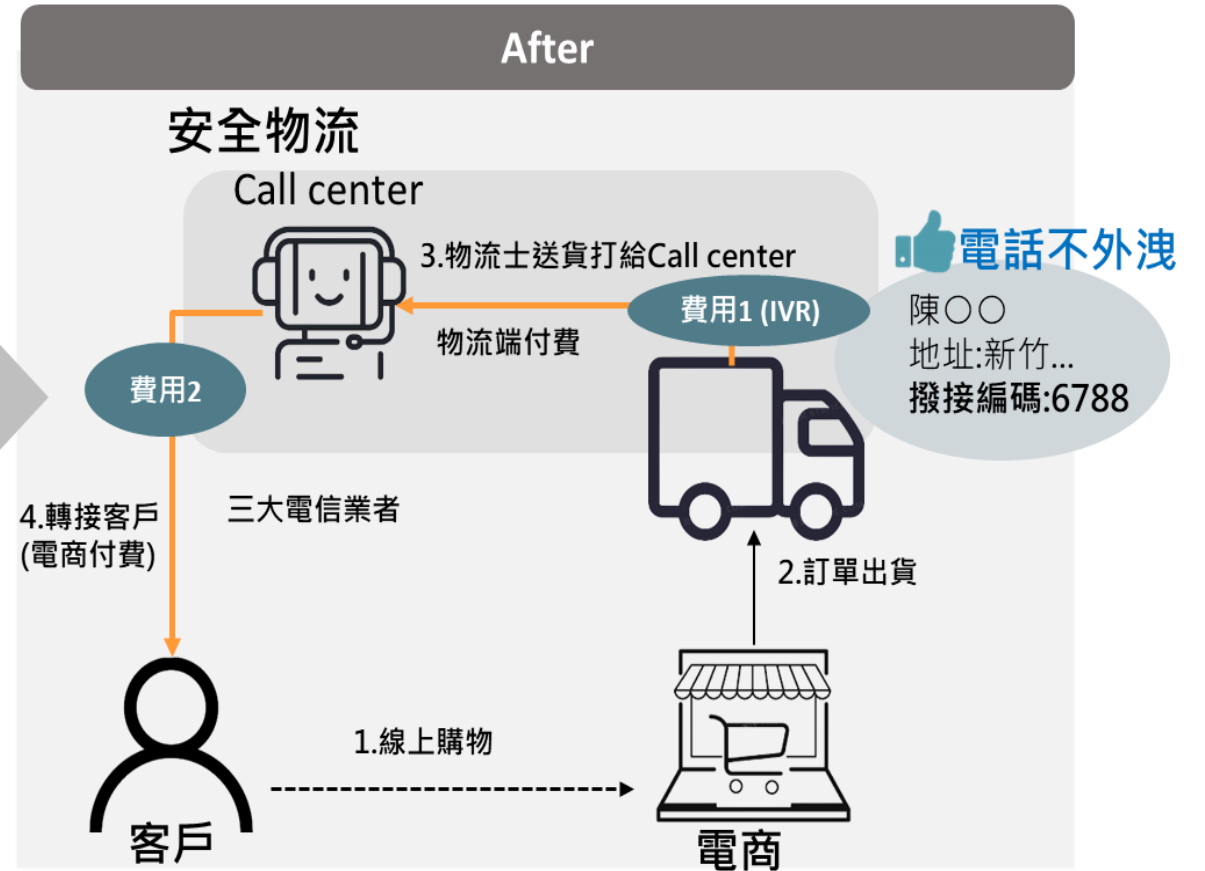 After
安全物流
Call center
3.物流士送貨打給Call center
電話不外洩
費用1 (IVR)
陳〇〇
物流端付費
地址:新竹...
費用2
撥接編碼:6788
4.轉接客戶
(電商付費)
三大電信業者
2.訂單出貨
1.線上購物
客戶
電商